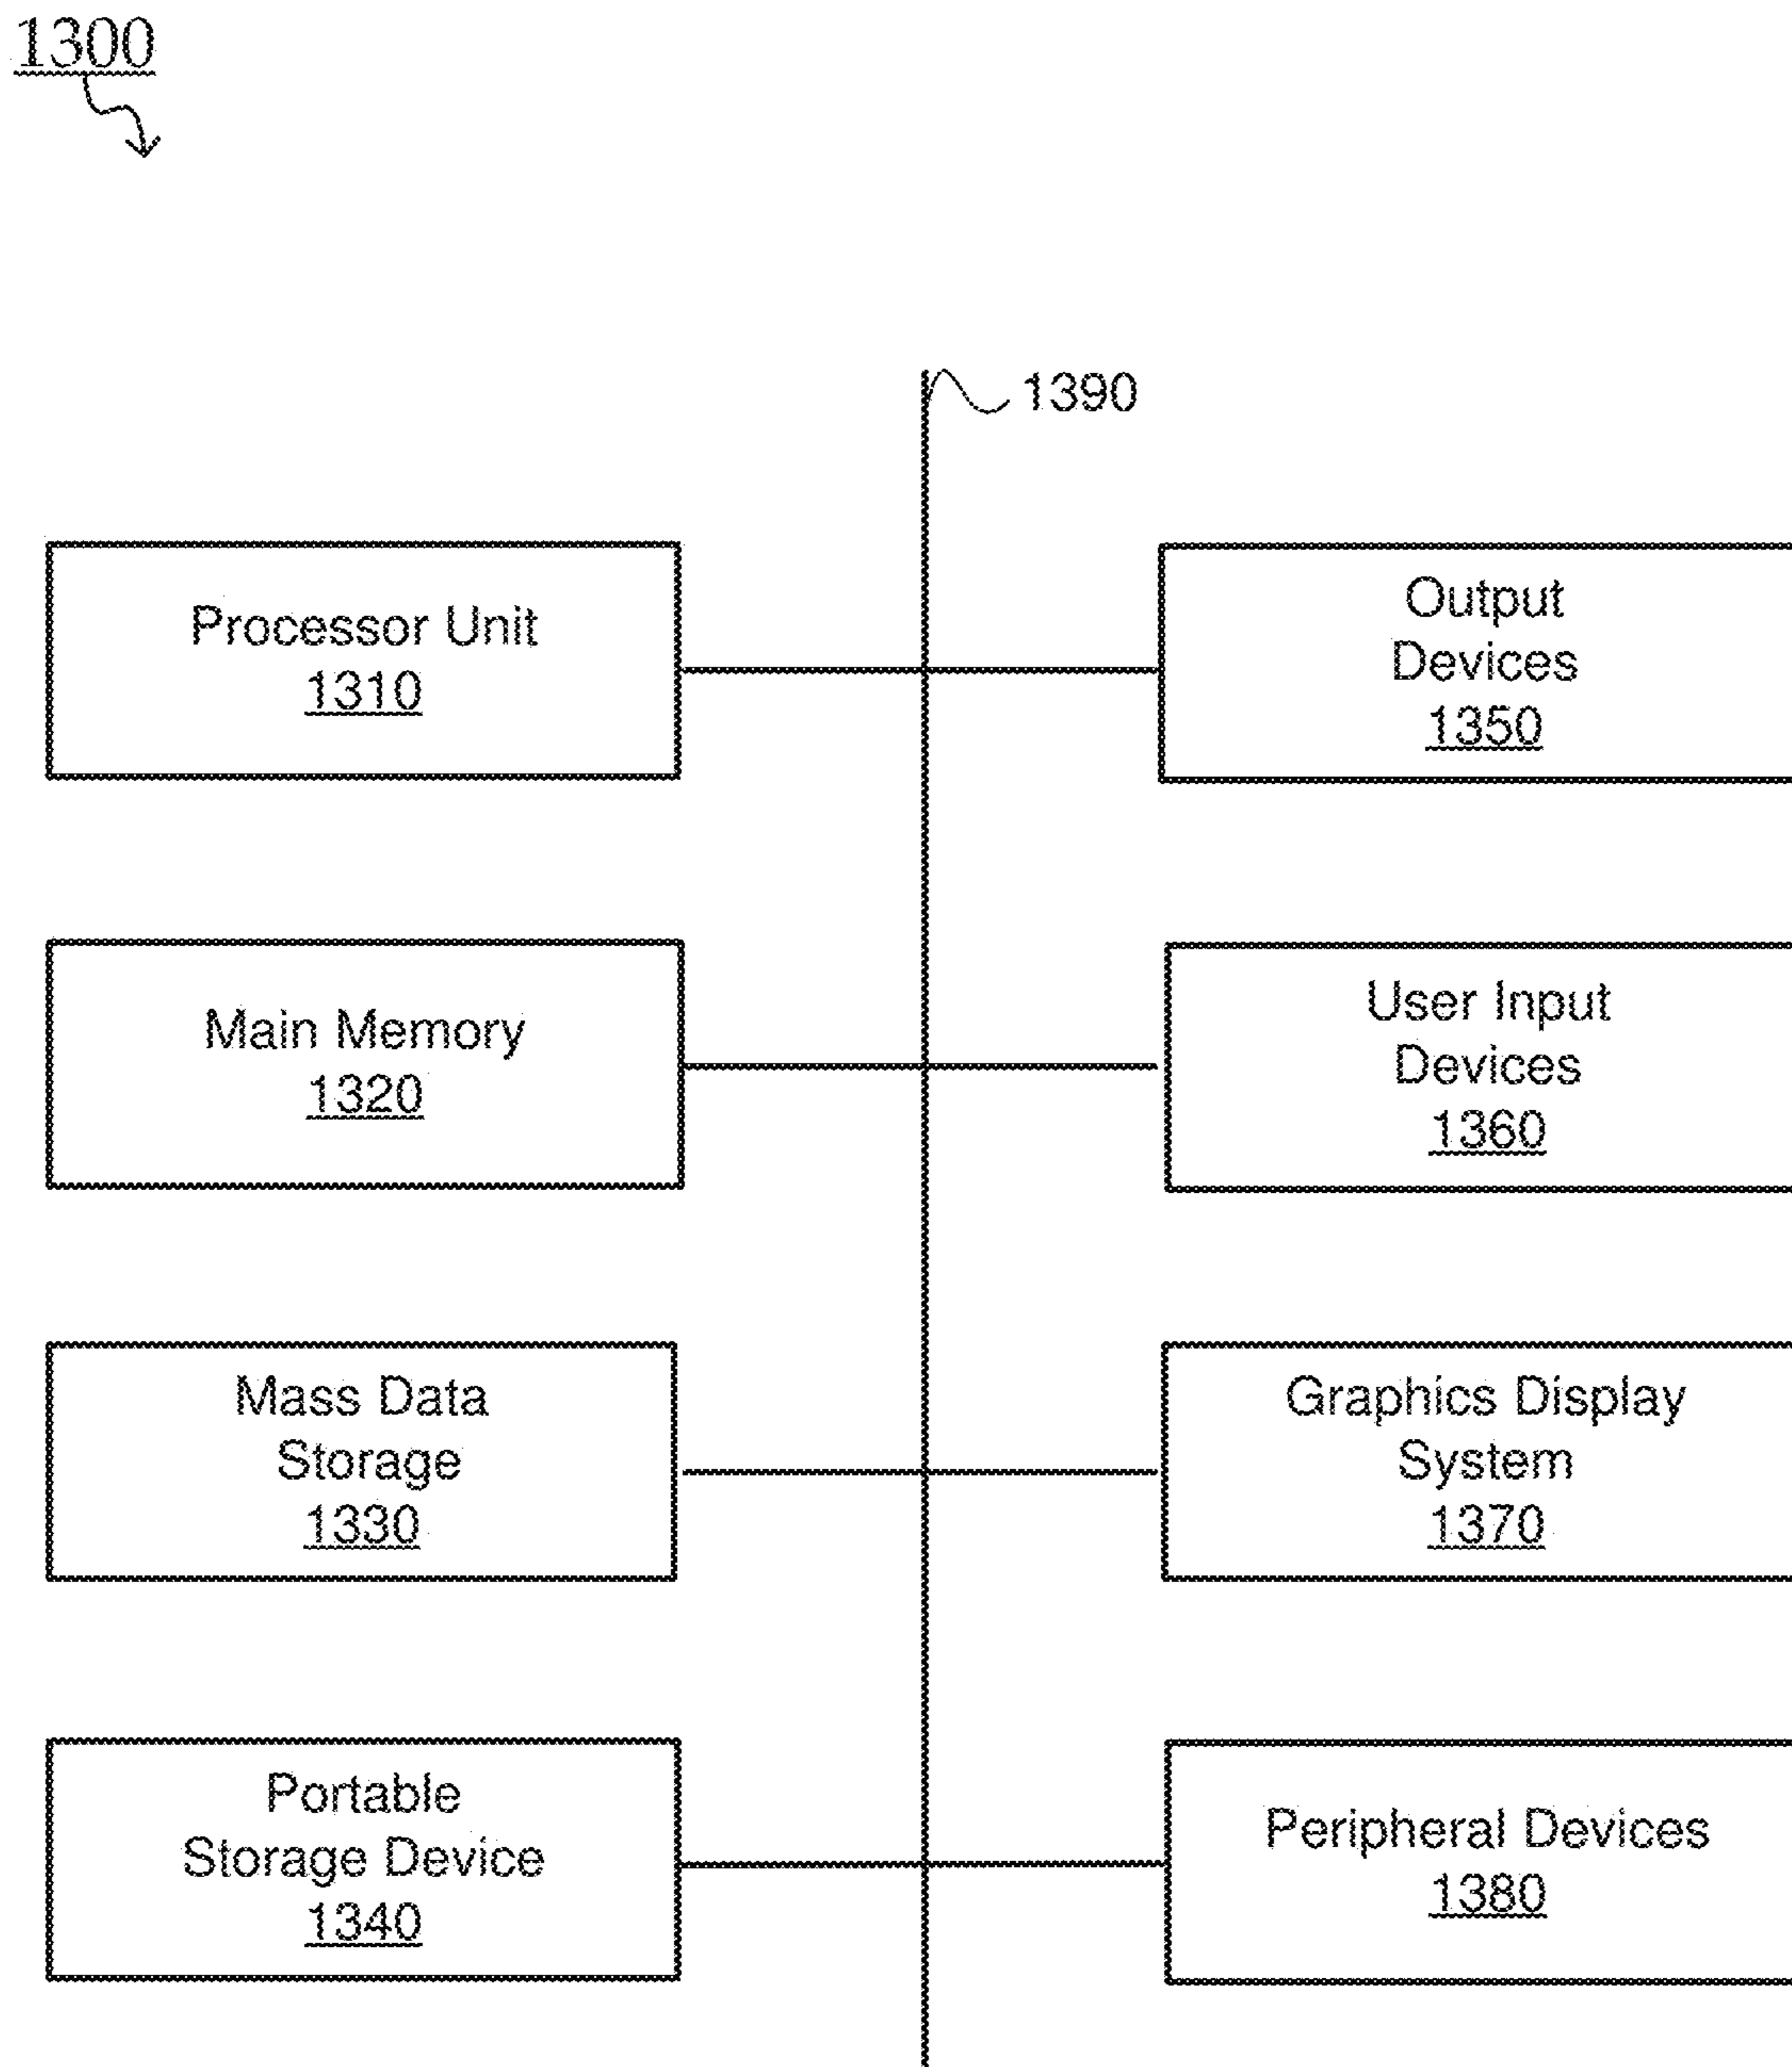 1300
1390
Processor Unit
1310
Output
Devices
1350
Main Memory
1320
User Input
Devices
1360
Mass Data
Storage
1330
Graphics Display
System
1370
Portable
Storage Device
1340
Peripheral Devices
1380